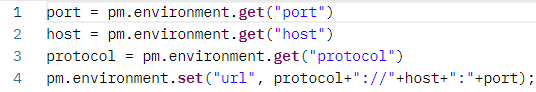 1 port = pm.environment.get("port")
2 host = pm.environment.get("host")
3 protocol = pm.environment.get("protocol")
4 pm.environment.set("url", protocol+"://"+host+":"+port);